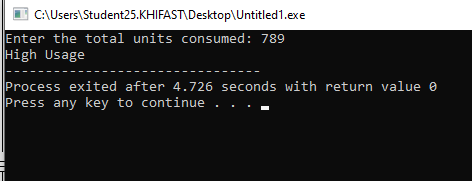 C:\Users\Student25.KHIFAST\Desktop\Untitled1.exe
Enter the total units consumed: 789
High Usage
--------------------------------
Process exited after 4.726 seconds with return value 0
Press any key to continue . . .